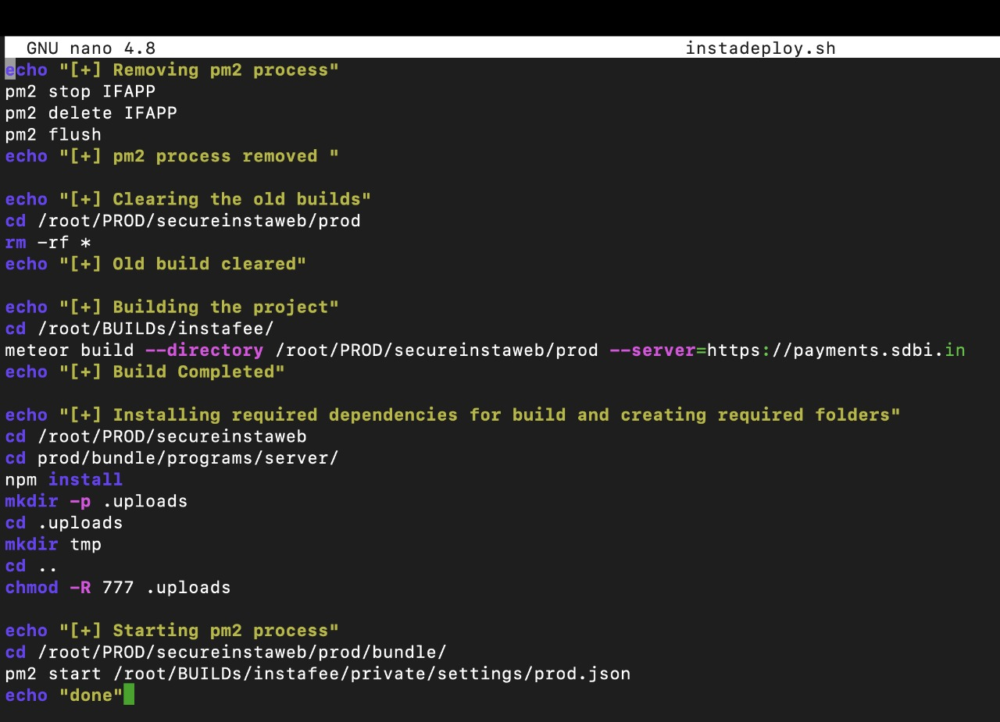 GNU nano 4.8 instadeploy.sh
echo "[+] Removing pm2 process"
pm2 stop IFAPP
pm2 delete IFAPP
pm2 flush
echo "[+] pm2 process removed "
echo "[+] Clearing the old builds"
cd /root/PROD/secureinstaweb/prod
rm -rf *
echo "[+] Old build cleared"
echo "[+] Building the project"
cd /root/BUILDs/instafee/
meteor build --directory /root/PROD/secureinstaweb/prod --server=https://payments.sdbi.in
echo "[+] Build Completed"
echo "[+] Installing required dependencies for build and creating required folders"
cd /root/PROD/secureinstaweb
cd prod/bundle/programs/server/
npm install
mkdir -p .uploads
cd .uploads
mkdir tmp
cd ..
chmod -R 777 .uploads
echo "[+] Starting pm2 process"
cd /root/PROD/secureinstaweb/prod/bundle/
pm2 start /root/BUILDs/instafee/private/settings/prod.json
echo "done"